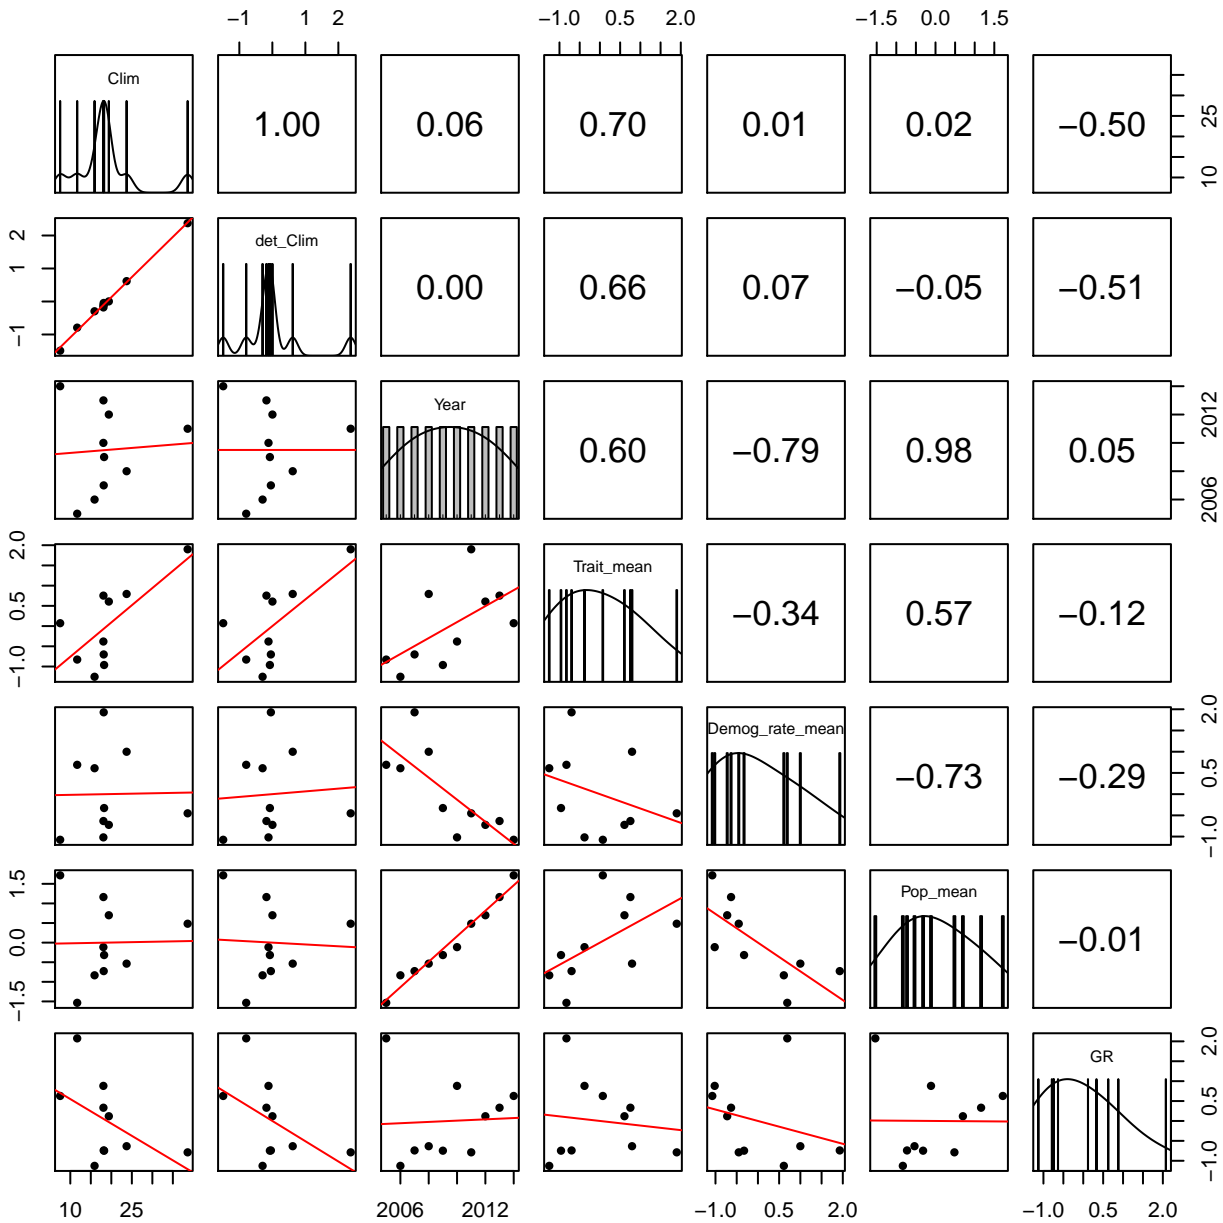 −1 1 2 −1.0 0.5 2.0 −1.5 0.0 1.5
Clim 1.00 0.06 0.70 0.01 0.02 −0.50 10 25
−1 1 2 det_Clim 0.00 0.66 0.07 −0.05 −0.51
Year 0.60 −0.79 0.98 0.05 2006 2012
−1.0 0.5 2.0 Trait_mean −0.34 0.57 −0.12
Demog_rate_mean −0.73 −0.29 −1.0 0.5 2.0
−1.5 0.0 1.5 Pop_mean −0.01
GR −1.0 0.5 2.0
10 25 2006 2012 −1.0 0.5 2.0 −1.0 0.5 2.0